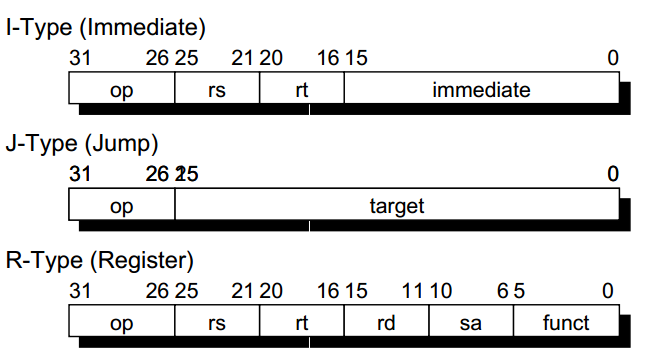 I-Type (Immediate)
31 26 25 21 20 16 15 0
op rs rt immediate
J-Type (Jump)
31 26 25 0
op target
R-Type (Register)
31 26 25 21 20 16 15 11 10 6 5 0
op rs rt rd sa funct